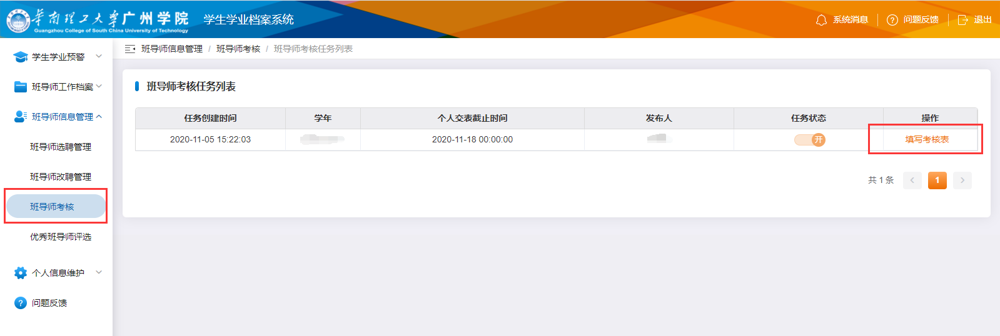 华南理工大学广州学院
Guangzhou College of South China University of Technology
学生学业档案系统
系统消息
问题反馈
退出
学生学业预警
班导师工作档案
班导师信息管理
班导师选聘管理
班导师改聘管理
班导师考核
优秀班导师评选
个人信息维护
问题反馈
班导师信息管理 / 班导师考核 / 班导师考核任务列表
班导师考核任务列表
任务创建时间 学年 个人交表截止时间 发布人 任务状态 操作
2020-11-05 15:22:03 2020-11-18 00:00:00 开 填写考核表
共 1 条 1